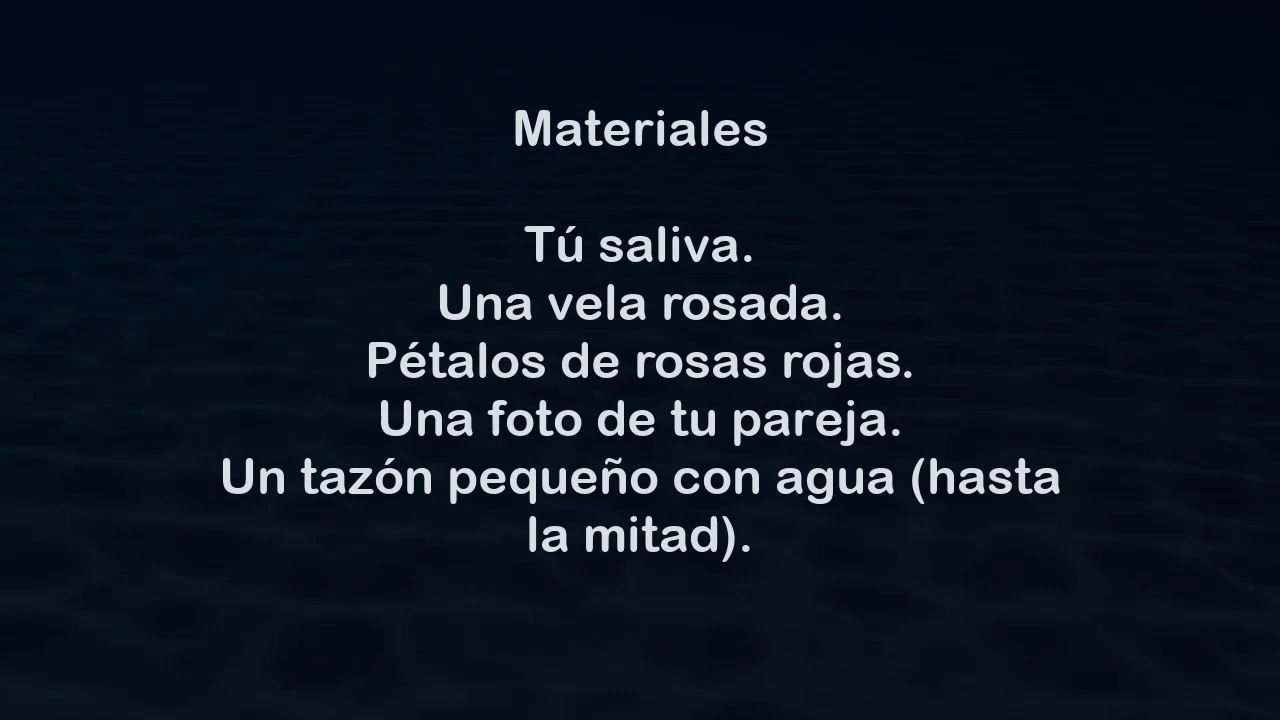 Materiales
Tú saliva.
Una vela rosada.
Pétalos de rosas rojas.
Una foto de tu pareja.
Un tazón pequeño con agua (hasta
la mitad).